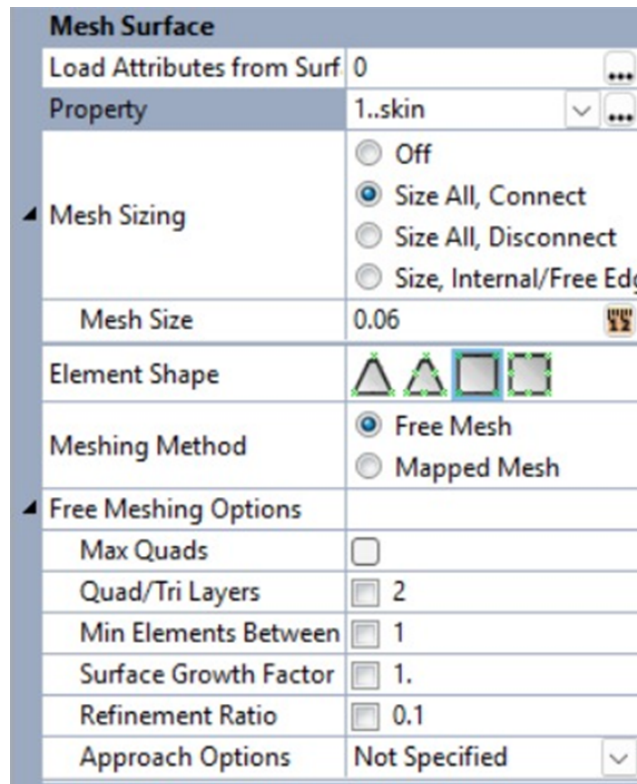 Mesh Surface
Load Attributes from Surf 0
Property 1..skin
Off
Mesh Sizing
Size All, Connect
Size All, Disconnect
Size, Internal/Free Edg
Mesh Size 0.06
Element Shape
Meshing Method
Free Mesh
Mapped Mesh
Free Meshing Options
Max Quads
Quad/Tri Layers 2
Min Elements Between 1
Surface Growth Factor 1.
Refinement Ratio 0.1
Approach Options Not Specified